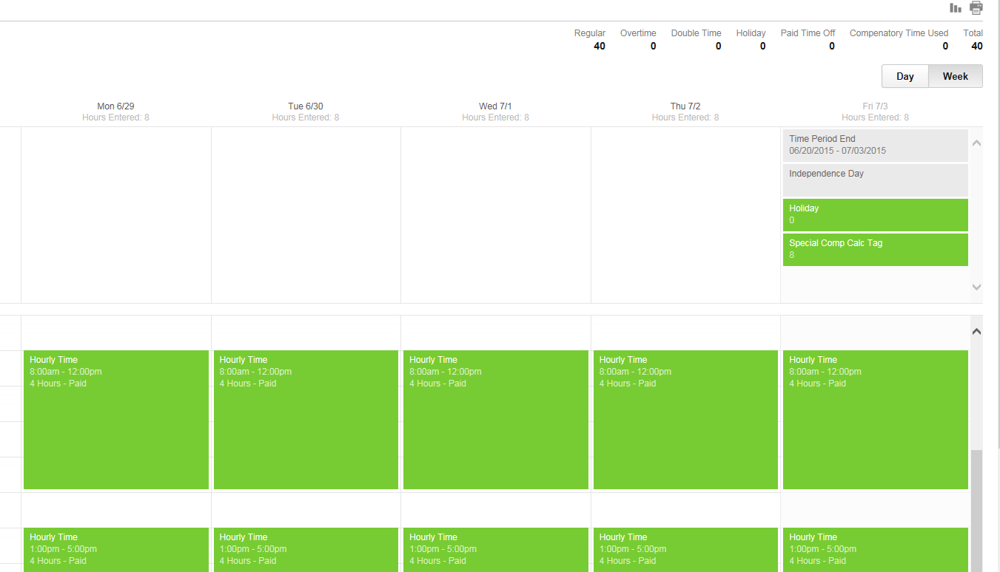 Regular Overtime Double Time Holiday Paid Time Off Compenatory Time Used Total
40 0 0 0 0 0 40
Day Week
Mon 6/29 Tue 6/30 Wed 7/1 Thu 7/2 Fri 7/3
Hours Entered: 8 Hours Entered: 8 Hours Entered: 8 Hours Entered: 8 Hours Entered: 8
Time Period End
06/20/2015 - 07/03/2015
Independence Day
Holiday
0
Special Comp Calc Tag
8
Hourly Time Hourly Time Hourly Time Hourly Time Hourly Time
8:00am - 12:00pm 8:00am - 12:00pm 8:00am - 12:00pm 8:00am - 12:00pm 8:00am - 12:00pm
4 Hours - Paid 4 Hours - Paid 4 Hours - Paid 4 Hours - Paid 4 Hours - Paid
Hourly Time Hourly Time Hourly Time Hourly Time Hourly Time
1:00pm - 5:00pm 1:00pm - 5:00pm 1:00pm - 5:00pm 1:00pm - 5:00pm 1:00pm - 5:00pm
4 Hours - Paid 4 Hours - Paid 4 Hours - Paid 4 Hours - Paid 4 Hours - Paid